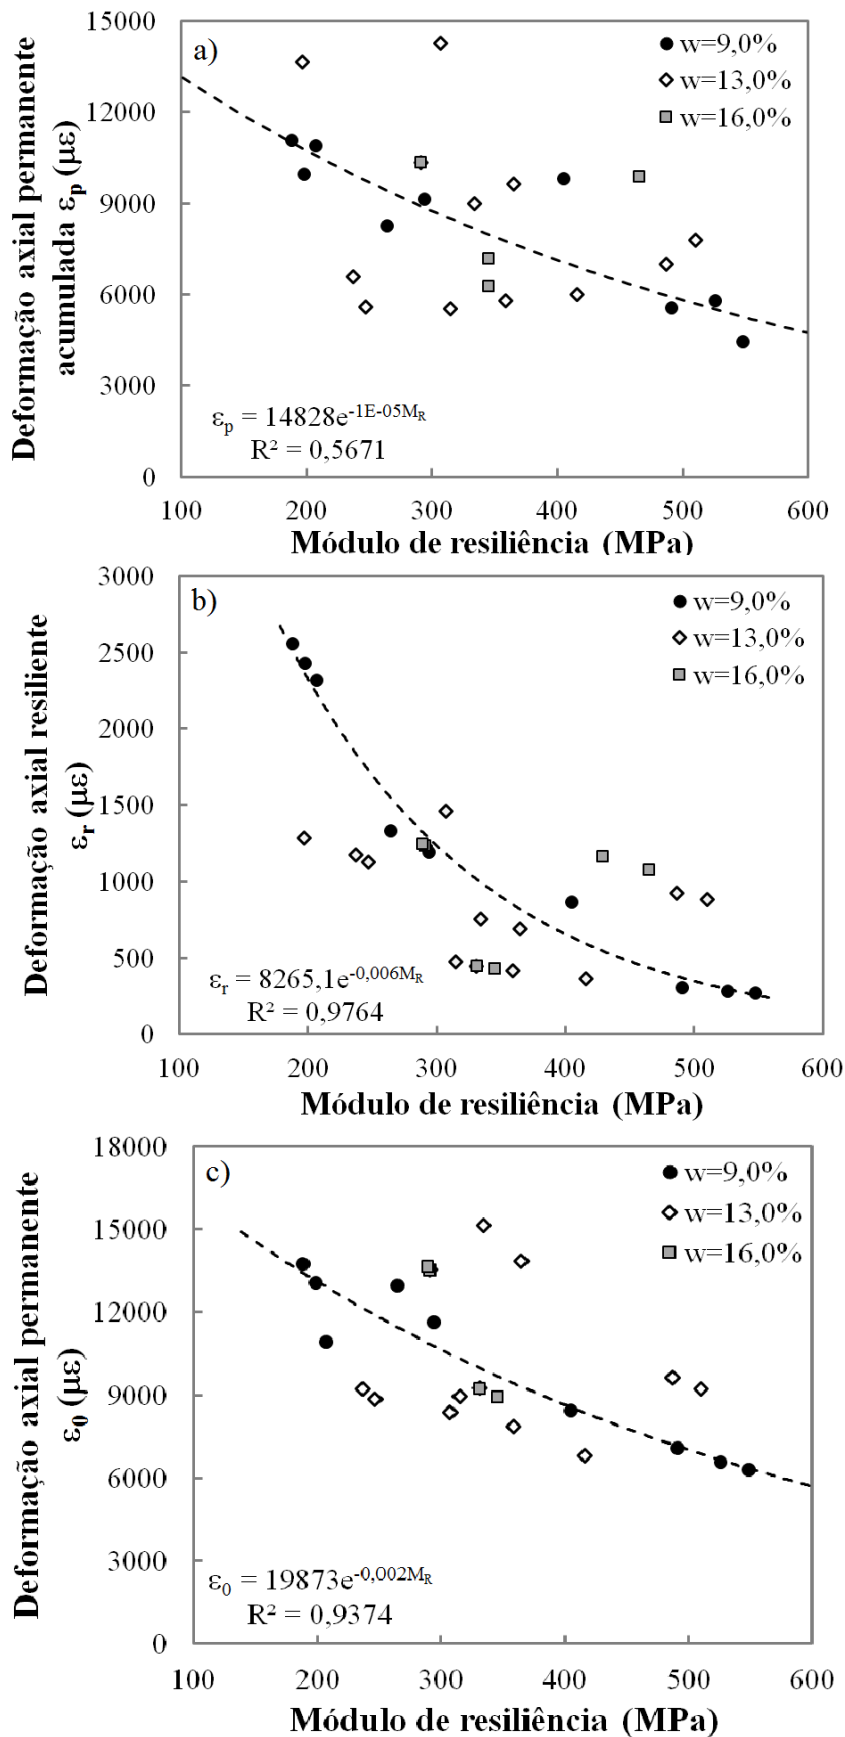 Deformação axial permanente
acumulada εp (με)
a)
15000
12000
9000
6000
3000
0
w=9,0%
w=13,0%
w=16,0%
εp = 14828e-1E-05MR
R² = 0,5671
100 200 300 400 500 600
Módulo de resiliência (MPa)
Deformação axial resiliente
εr (με)
b)
3000
2500
2000
1500
1000
500
0
w=9,0%
w=13,0%
w=16,0%
εr = 8265,1e-0,006MR
R² = 0,9764
100 200 300 400 500 600
Módulo de resiliência (MPa)
Deformação axial permanente
ε0 (με)
c)
18000
15000
12000
9000
6000
3000
0
w=9,0%
w=13,0%
w=16,0%
ε0 = 19873e-0,002MR
R² = 0,9374
100 200 300 400 500 600
Módulo de resiliência (MPa)